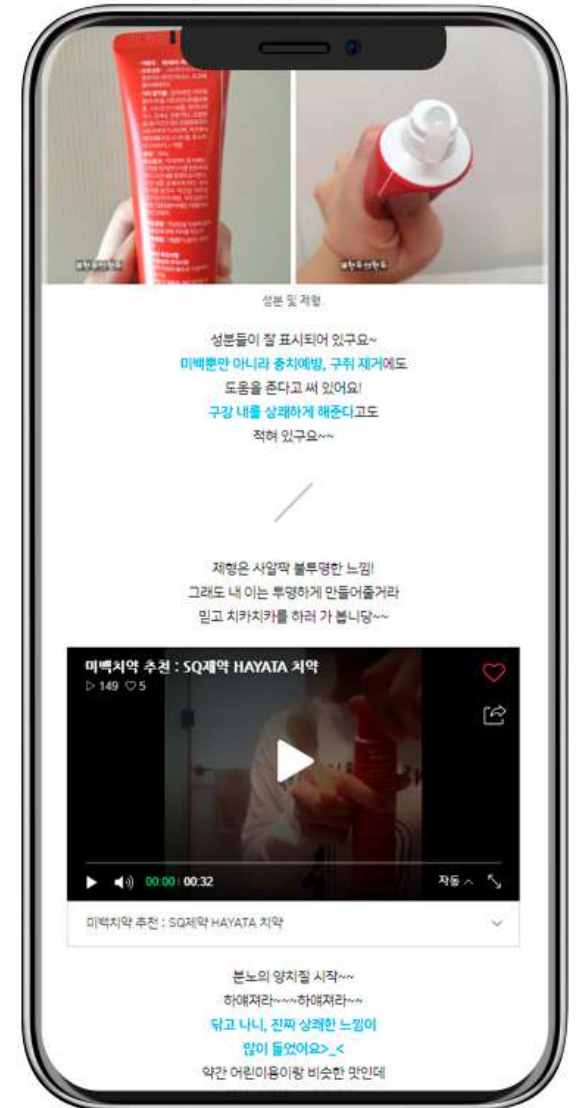 성분 및 제형.
성분들이 잘 표시되어 있구요~
미백뿐만 아니라 충치예방, 구취 제거에도
도움을 준다고 써 있어요!
구강 내를 상쾌하게 해준다고도
적혀 있구요~~
제형은 사알짝 불투명한 느낌!
그래도 내 이는 투명하게 만들어줄거라
믿고 치카치카를 하러 가 봅니당~~
미백치약 추천 : SQ제약 HAYATA 치약
149 5
00:00 00:32
자동
미백치약 추천 : SQ제약 HAYATA 치약
분노의 양치질 시작~~
하얘져라~~~하얘져라~~
닦고 나니, 진짜 상쾌한 느낌이
많이 들었어요>_<
약간 어린이용이랑 비슷한 맛인데